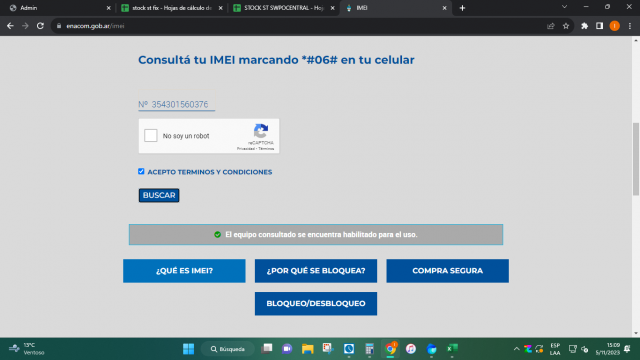 Admin
stock st fix - Hojas de cálculo de
STOCK ST SWPOCENTRAL - Hoj
IMEI
enacom.gob.ar/imei
Consultá tu IMEI marcando *#06# en tu celular
Nº 354301560376
No soy un robot
reCAPTCHA
Privacidad - Términos
ACEPTO TERMINOS Y CONDICIONES
BUSCAR
El equipo consultado se encuentra habilitado para el uso.
¿QUÉ ES IMEI?
¿POR QUÉ SE BLOQUEA?
COMPRA SEGURA
BLOQUEO/DESBLOQUEO
13°C
Ventoso
Búsqueda
ESP
LAA
15:09
5/11/2023